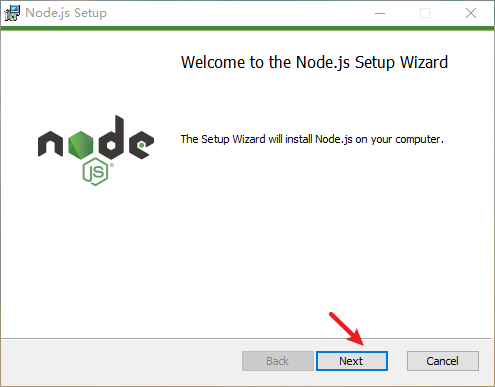 Node.js Setup
Welcome to the Node.js Setup Wizard
node
JS
The Setup Wizard will install Node.js on your computer.
Back
Next
Cancel